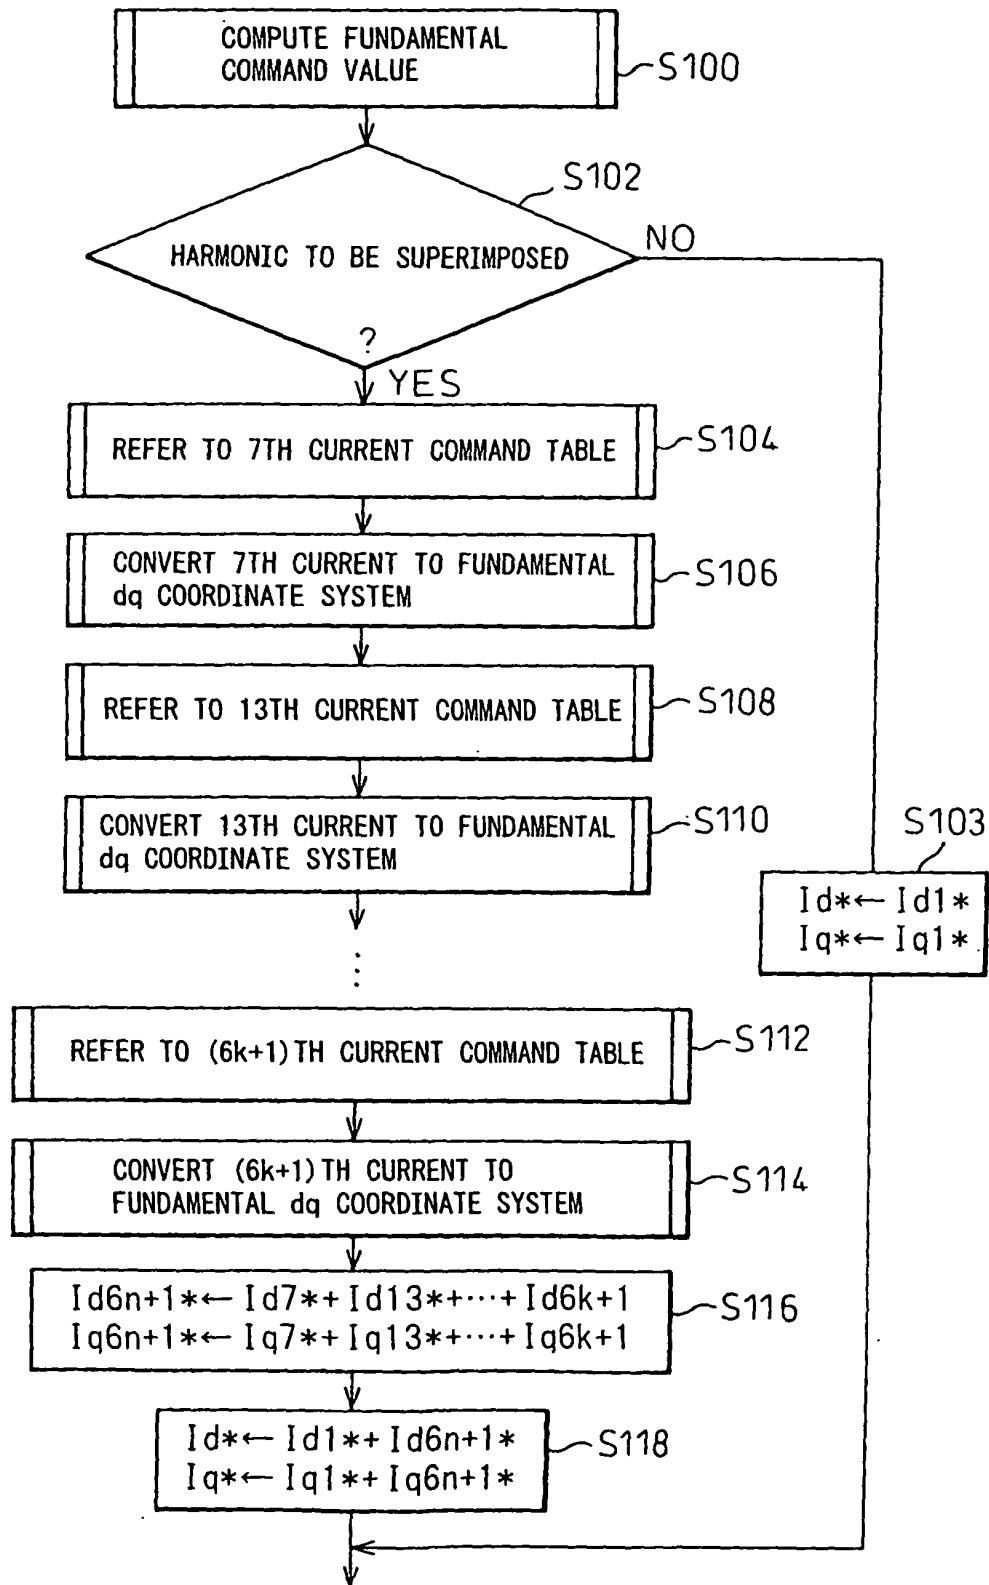 COMPUTE FUNDAMENTAL
COMMAND VALUE
S100
S102
HARMONIC TO BE SUPERIMPOSED
?
NO
YES
REFER TO 7TH CURRENT COMMAND TABLE
S104
CONVERT 7TH CURRENT TO FUNDAMENTAL
dq COORDINATE SYSTEM
S106
REFER TO 13TH CURRENT COMMAND TABLE
S108
CONVERT 13TH CURRENT TO FUNDAMENTAL
dq COORDINATE SYSTEM
S110
S103
Id*← Id1*
Iq*← Iq1*
⋮
REFER TO (6k+1)TH CURRENT COMMAND TABLE
S112
CONVERT (6k+1)TH CURRENT TO
FUNDAMENTAL dq COORDINATE SYSTEM
S114
Id6n+1*← Id7*+ Id13*+⋯+ Id6k+1
Iq6n+1*← Iq7*+ Iq13*+⋯+ Iq6k+1
S116
Id*← Id1*+ Id6n+1*
Iq*← Iq1*+ Iq6n+1*
S118